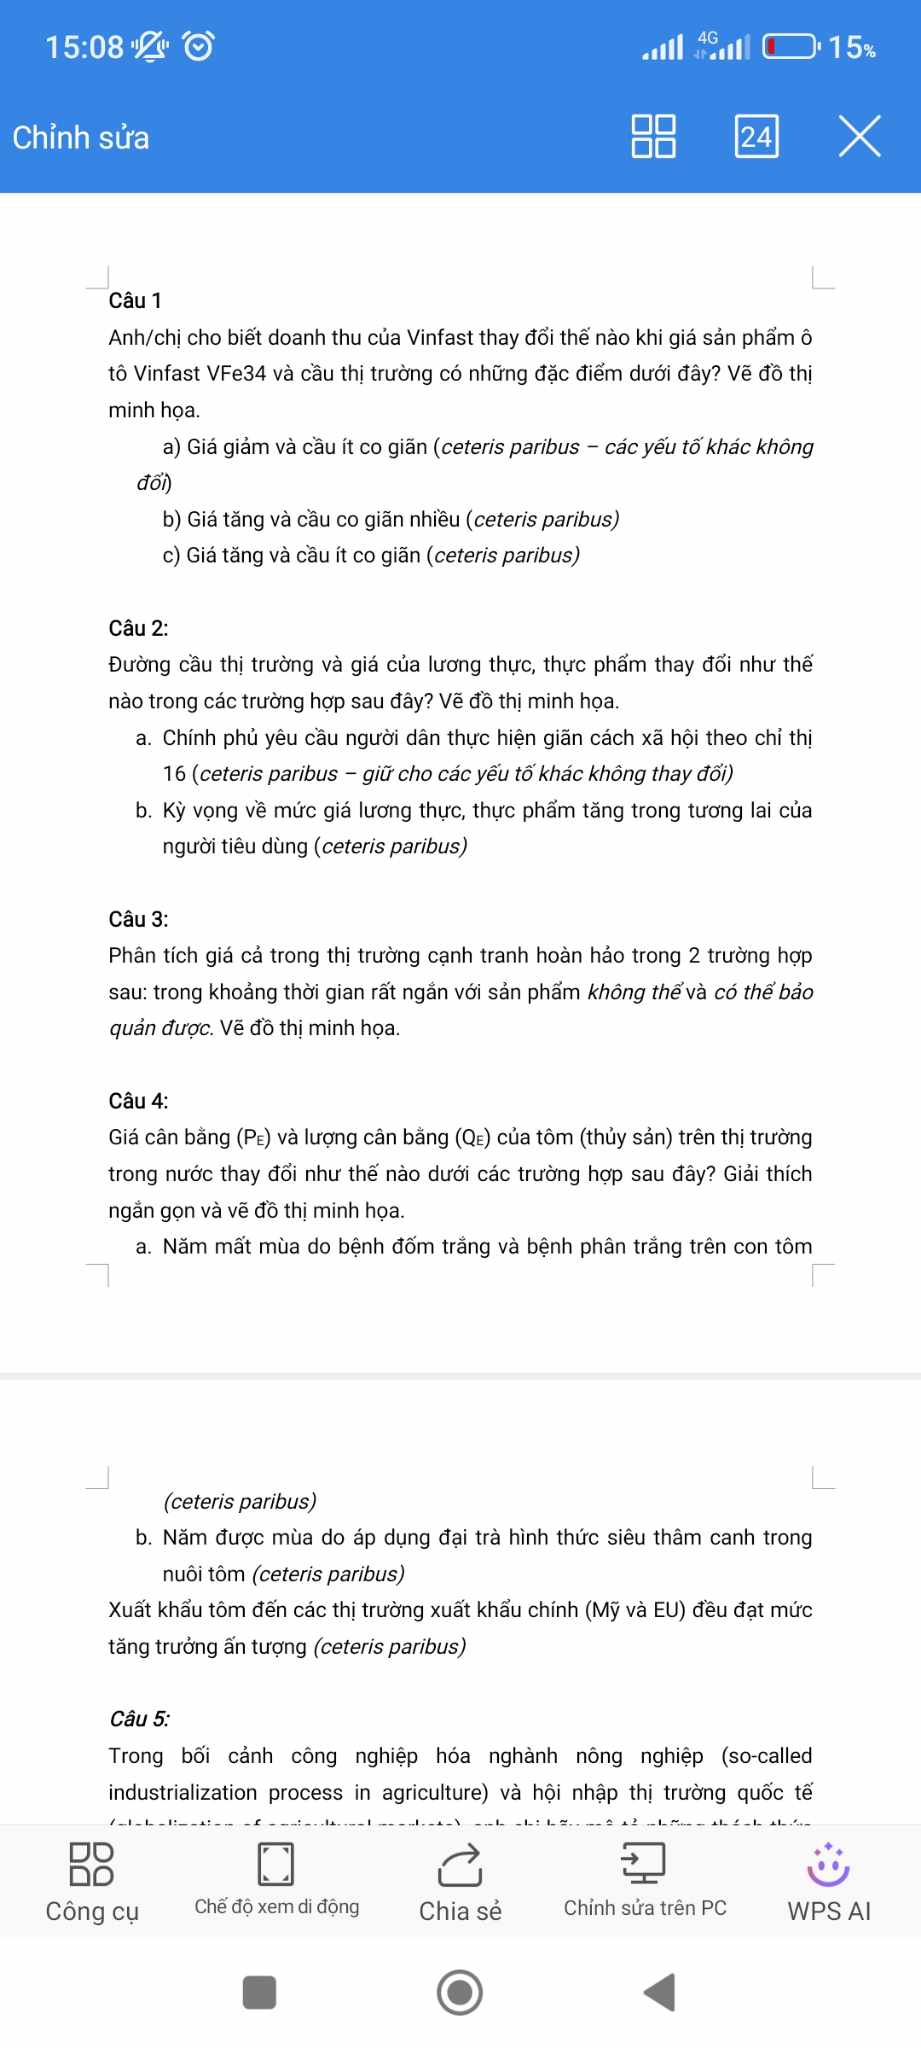 15:08 4G 15%
Chỉnh sửa 24
Câu 1
Anh/chị cho biết doanh thu của Vinfast thay đổi thế nào khi giá sản phẩm ô
tô Vinfast VFe34 và cầu thị trường có những đặc điểm dưới đây? Vẽ đồ thị
minh họa.
a) Giá giảm và cầu ít co giãn (ceteris paribus – các yếu tố khác không
đổi)
b) Giá tăng và cầu co giãn nhiều (ceteris paribus)
c) Giá tăng và cầu ít co giãn (ceteris paribus)
Câu 2:
Đường cầu thị trường và giá của lương thực, thực phẩm thay đổi như thế
nào trong các trường hợp sau đây? Vẽ đồ thị minh họa.
a. Chính phủ yêu cầu người dân thực hiện giãn cách xã hội theo chỉ thị
16 (ceteris paribus – giữ cho các yếu tố khác không thay đổi)
b. Kỳ vọng về mức giá lương thực, thực phẩm tăng trong tương lai của
người tiêu dùng (ceteris paribus)
Câu 3:
Phân tích giá cả trong thị trường cạnh tranh hoàn hảo trong 2 trường hợp
sau: trong khoảng thời gian rất ngắn với sản phẩm không thể và có thể bảo
quản được. Vẽ đồ thị minh họa.
Câu 4:
Giá cân bằng (PE) và lượng cân bằng (QE) của tôm (thủy sản) trên thị trường
trong nước thay đổi như thế nào dưới các trường hợp sau đây? Giải thích
ngắn gọn và vẽ đồ thị minh họa.
a. Năm mất mùa do bệnh đốm trắng và bệnh phân trắng trên con tôm
(ceteris paribus)
b. Năm được mùa do áp dụng đại trà hình thức siêu thâm canh trong
nuôi tôm (ceteris paribus)
Xuất khẩu tôm đến các thị trường xuất khẩu chính (Mỹ và EU) đều đạt mức
tăng trưởng ấn tượng (ceteris paribus)
Câu 5:
Trong bối cảnh công nghiệp hóa nghành nông nghiệp (so-called
industrialization process in agriculture) và hội nhập thị trường quốc tế
Công cụ Chế độ xem di động Chia sẻ Chỉnh sửa trên PC WPS AI